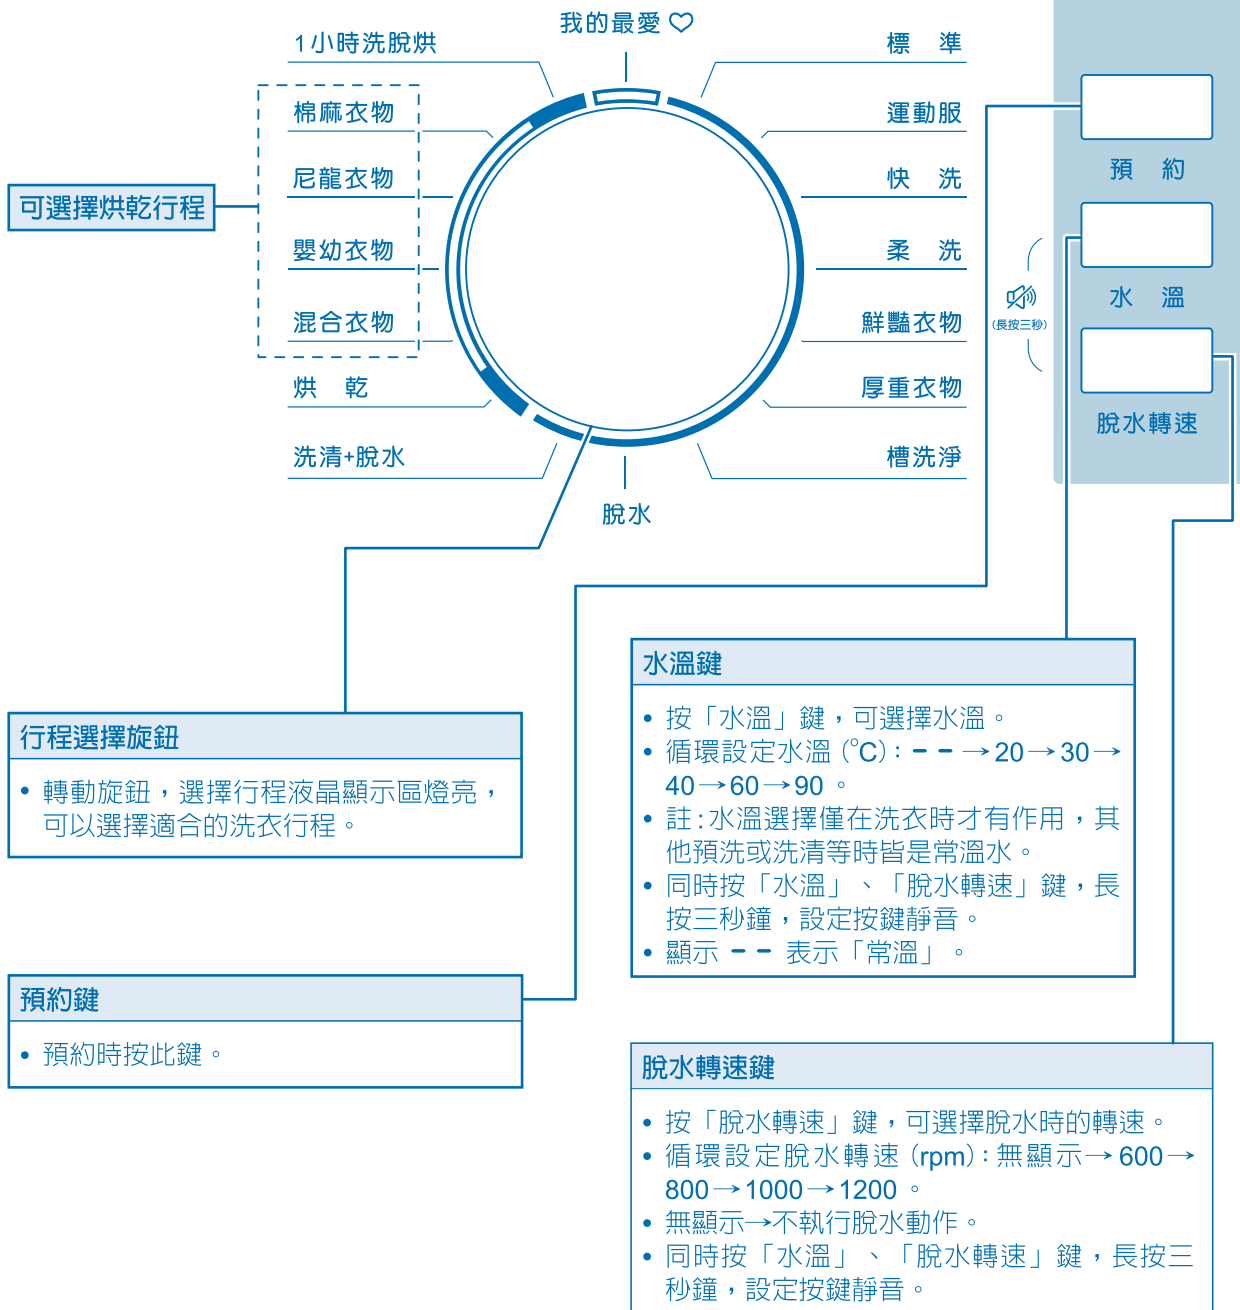 我的最愛
1小時洗脫烘
棉麻衣物
尼龍衣物
嬰幼衣物
混合衣物
烘 乾
洗清+脫水
脫水
標 準
運動服
快 洗
柔 洗
鮮豔衣物
厚重衣物
槽洗淨
可選擇烘乾行程
預 約
水 溫
(長按三秒)
脫水轉速
行程選擇旋鈕
• 轉動旋鈕，選擇行程液晶顯示區燈亮，
可以選擇適合的洗衣行程。
預約鍵
• 預約時按此鍵。
水溫鍵
• 按「水溫」鍵，可選擇水溫。
• 循環設定水溫 (°C)：– – →20→30→
40→60→90。
• 註：水溫選擇僅在洗衣時才有作用，其
他預洗或洗清等時皆是常溫水。
• 同時按「水溫」、「脫水轉速」鍵，長
按三秒鐘，設定按鍵靜音。
• 顯示 – – 表示「常溫」。
脫水轉速鍵
• 按「脫水轉速」鍵，可選擇脫水時的轉速。
• 循環設定脫水轉速 (rpm)：無顯示→600→
800→1000→1200。
• 無顯示→不執行脫水動作。
• 同時按「水溫」、「脫水轉速」鍵，長按三
秒鐘，設定按鍵靜音。